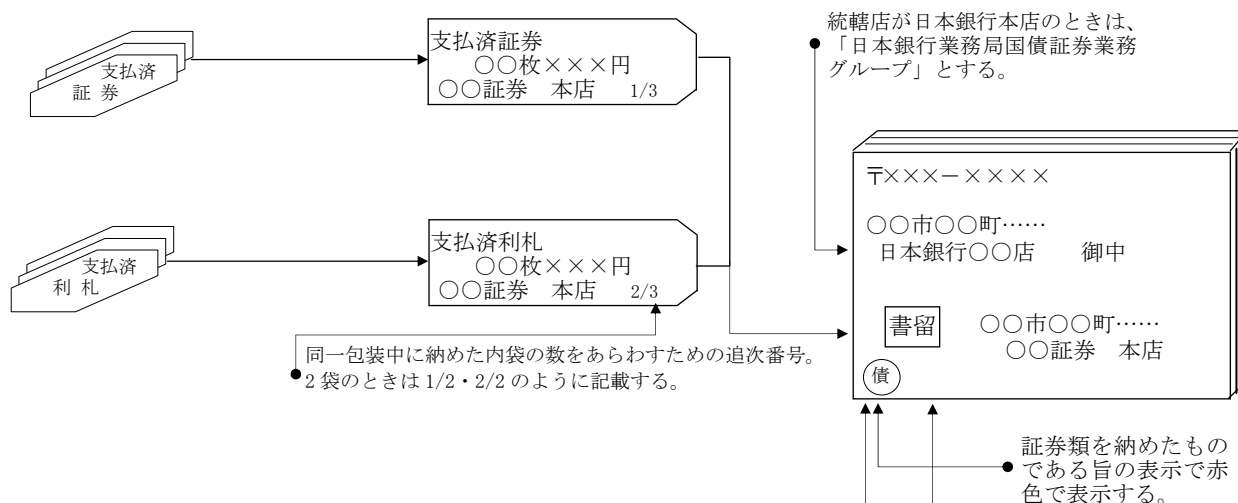 支払済
証 券
支払済証券
○○枚×××円
○○証券 本店 1/3
統轄店が日本銀行本店のときは、
「日本銀行業務局国債証券業務
グループ」とする。
支払済
利 札
支払済利札
○○枚×××円
○○証券 本店 2/3
同一包装中に納めた内袋の数をあらわすための追次番号。
2袋のときは 1/2・2/2 のように記載する。
〒×××−××××
○○市○○町……
日本銀行○○店 御中
書留
○○市○○町……
○○証券 本店
債
証券類を納めたもの
である旨の表示で赤
色で表示する。